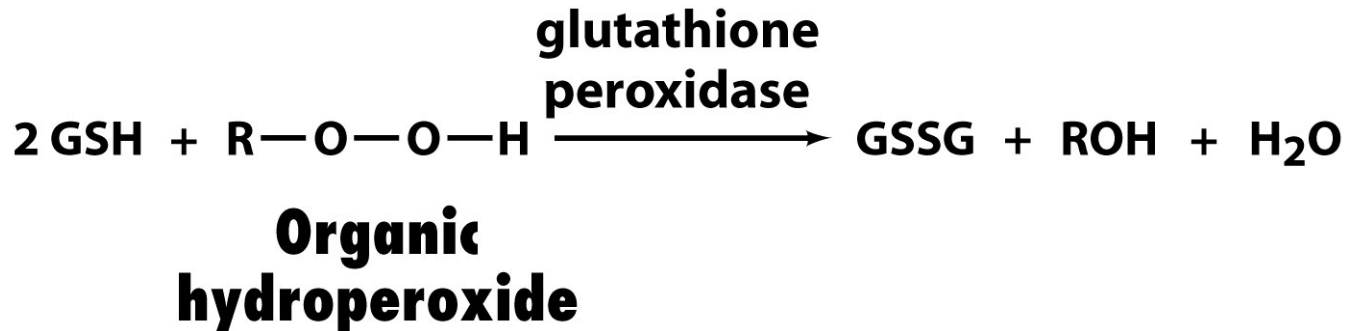 glutathione
peroxidase
2 GSH + R—O—O—H ⟶ GSSG + ROH + H₂O
Organic
hydroperoxide